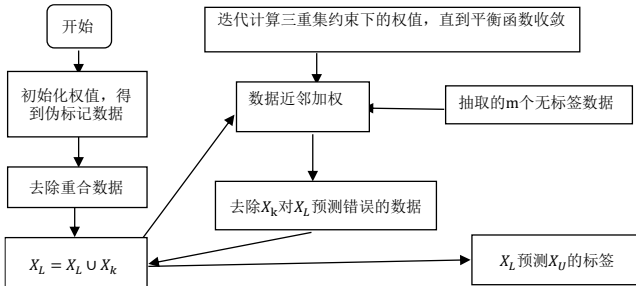 开始
迭代计算三重集约束下的权值，直到平衡函数收敛
初始化权值，得
到伪标记数据
数据近邻加权
抽取的m个无标签数据
去除重合数据
去除X_k对X_L预测错误的数据
X_L = X_L ∪ X_k
X_L预测X_U的标签